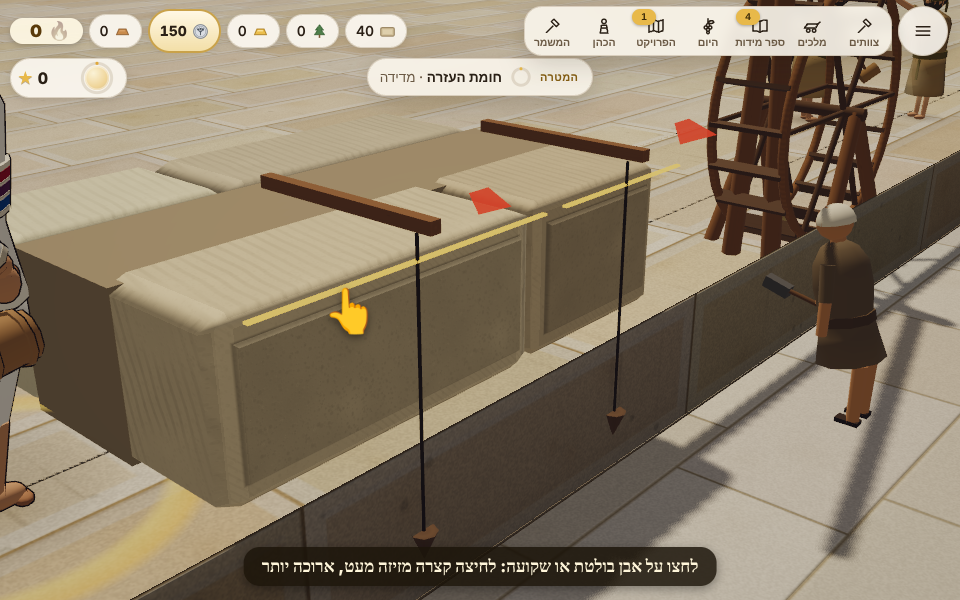 0
0
150
0
0
40
1
4
המשמר
הכהן
הפרויקט
היום
ספר מידות
מלכים
צוותים
0
המטרה חומת העזרה · מדידה
לחצו על אבן בולטת או שקועה: לחיצה קצרה מזיזה מעט, ארוכה יותר